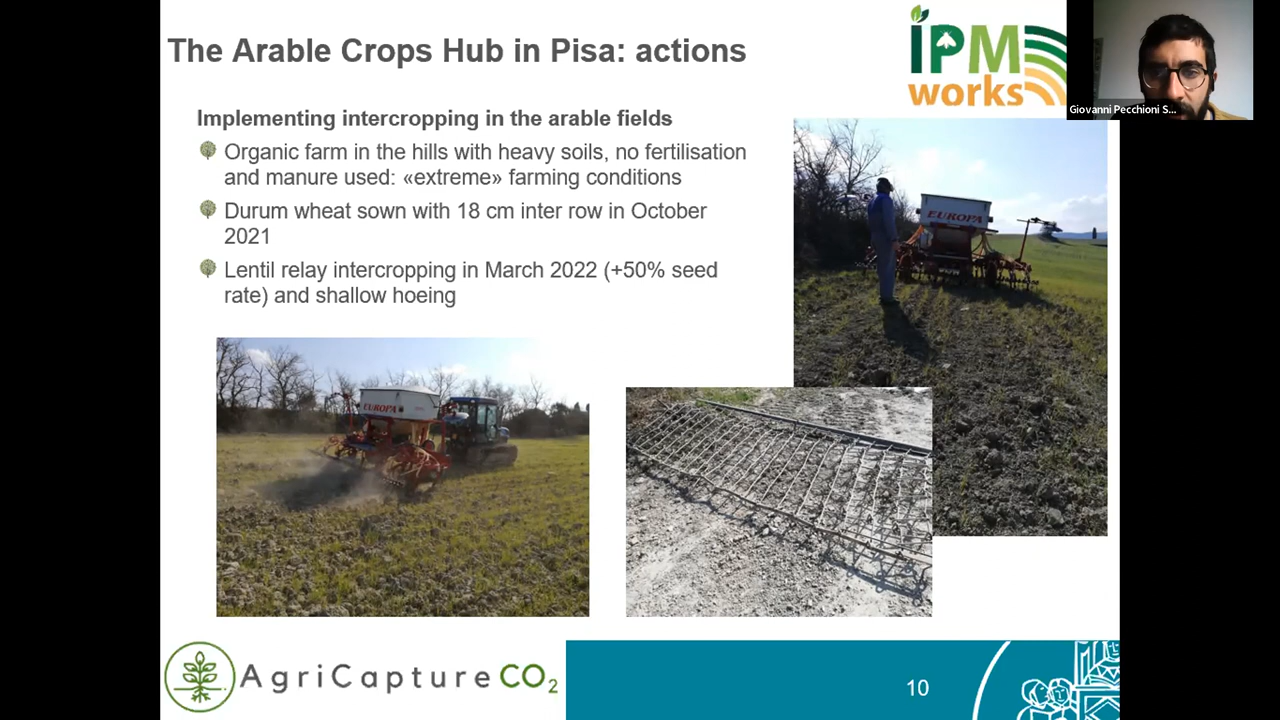 The Arable Crops Hub in Pisa: actions
IPM
works
Giovanni Pecchioni S...
Implementing intercropping in the arable fields
Organic farm in the hills with heavy soils, no fertilisation
and manure used: «extreme» farming conditions
Durum wheat sown with 18 cm inter row in October
2021
Lentil relay intercropping in March 2022 (+50% seed
rate) and shallow hoeing
EUROPA
EUROPA
AgriCaptureCO2
10